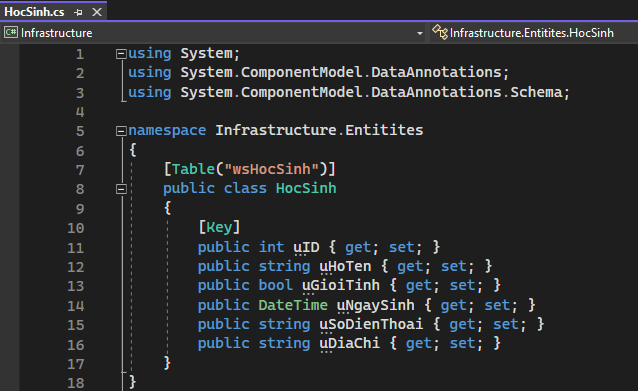 HocSinh.cs
Infrastructure
Infrastructure.Entitites.HocSinh
1 using System;
2 using System.ComponentModel.DataAnnotations;
3 using System.ComponentModel.DataAnnotations.Schema;
4
5 namespace Infrastructure.Entitites
6 {
7 [Table("wsHocSinh")]
8 public class HocSinh
9 {
10 [Key]
11 public int uID { get; set; }
12 public string uHoTen { get; set; }
13 public bool uGioiTinh { get; set; }
14 public DateTime uNgaySinh { get; set; }
15 public string uSoDienThoai { get; set; }
16 public string uDiaChi { get; set; }
17 }
18 }